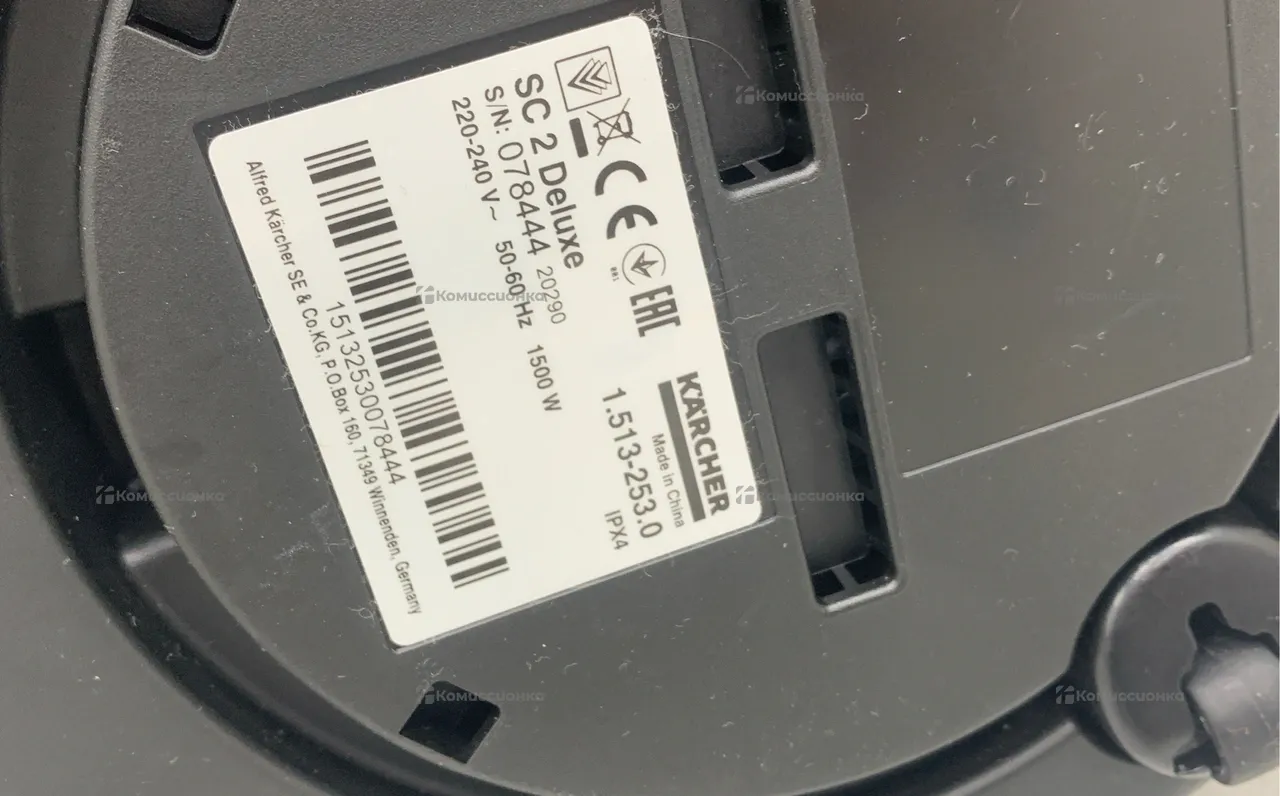 SC 2 Deluxe
S/N: 078444 20290
220-240 V~ 50-60 Hz 1500 W
CE
EAC
KÄRCHER
Made in China
1.513-253.0
IPX4
15132530078444
Alfred Kärcher SE & Co.KG, P.O.Box 160, 71349 Winnenden, Germany
Комиссионка
Комиссионка
Комиссионка
Комиссионка
Комиссионка
Комиссионка
Комиссионка